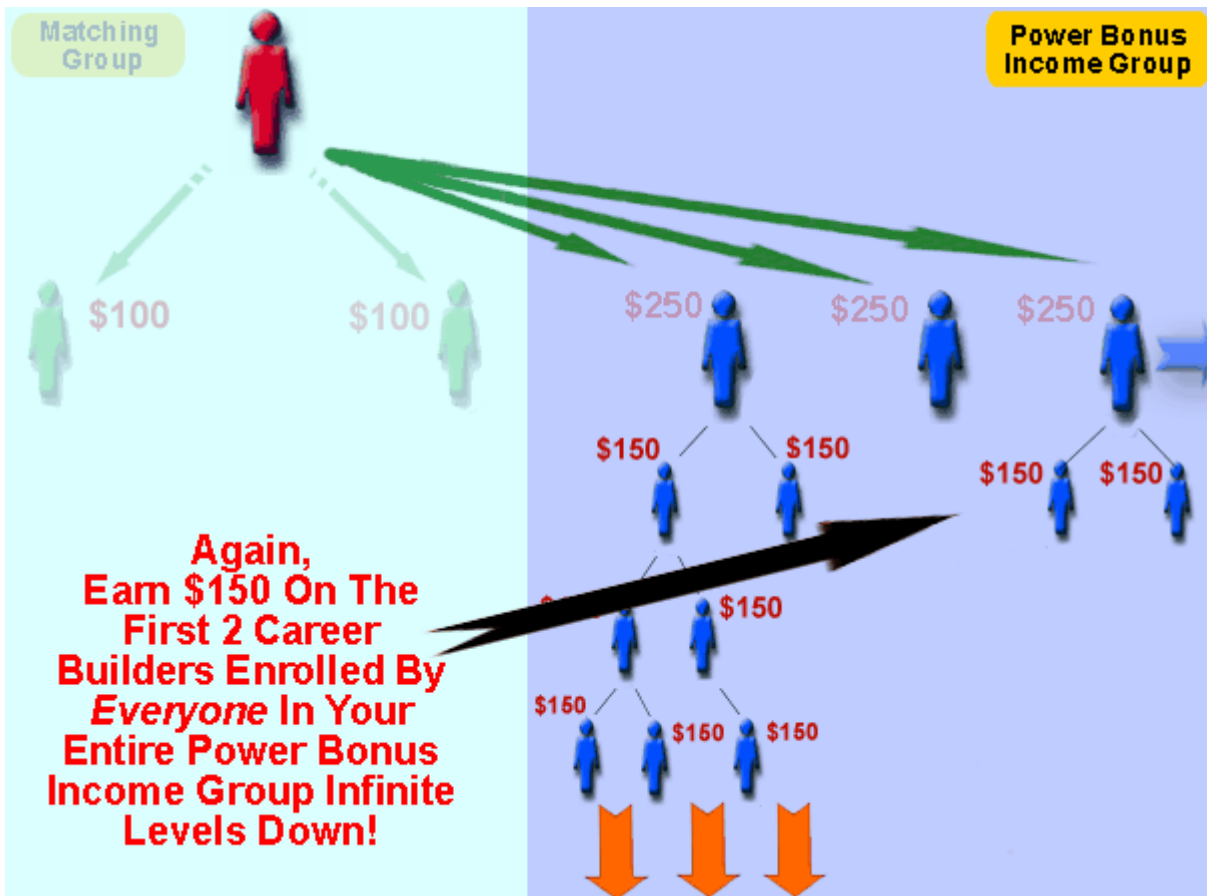 Matching
Group
Power Bonus
Income Group
$100
$100
$250
$250
$250
$150
$150
$150
$150
$150
$150
$150
$150
Again,
Earn $150 On The
First 2 Career
Builders Enrolled By
Everyone In Your
Entire Power Bonus
Income Group Infinite
Levels Down!